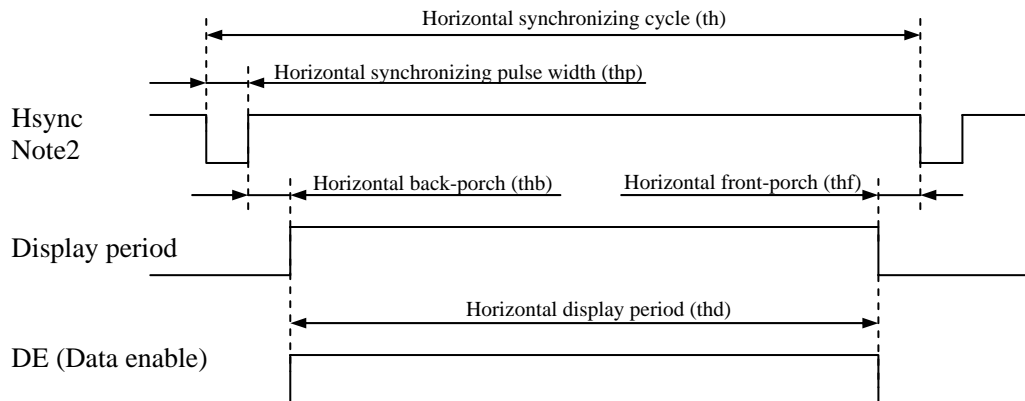 Horizontal synchronizing cycle (th)
Horizontal synchronizing pulse width (thp)
Hsync
Note2
Horizontal back-porch (thb)
Horizontal front-porch (thf)
Display period
Horizontal display period (thd)
DE (Data enable)